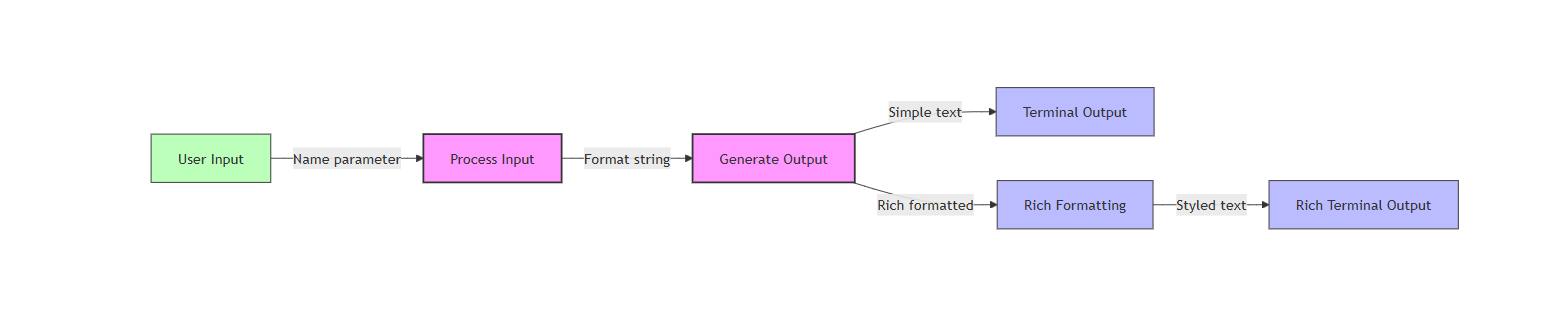 User Input
Name parameter
Process Input
Format string
Generate Output
Simple text
Terminal Output
Rich formatted
Rich Formatting
Styled text
Rich Terminal Output